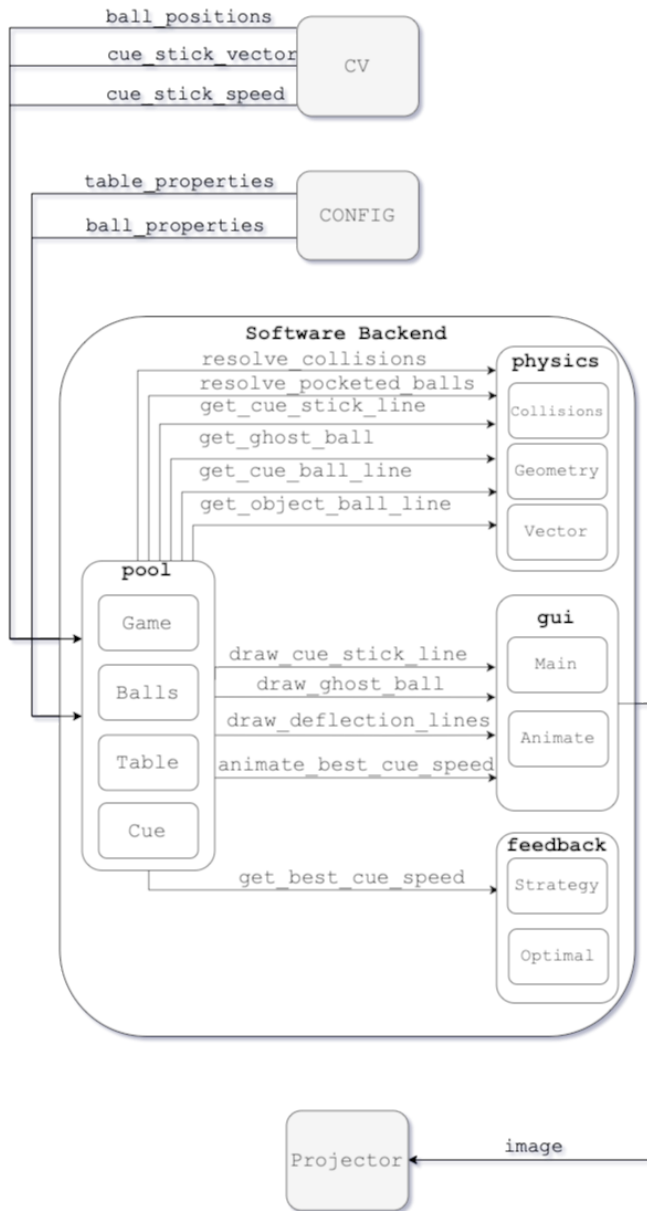 ball_positions
cue_stick_vector
CV
cue_stick_speed
table_properties
CONFIG
ball_properties
Software Backend
resolve_collisions
physics
resolve_pocketed_balls
get_cue_stick_line
Collisions
get_ghost_ball
get_cue_ball_line
Geometry
get_object_ball_line
Vector
pool
Game
Balls
Table
Cue
gui
draw_cue_stick_line
Main
draw_ghost_ball
draw_deflection_lines
Animate
animate_best_cue_speed
feedback
get_best_cue_speed
Strategy
Optimal
image
Projector